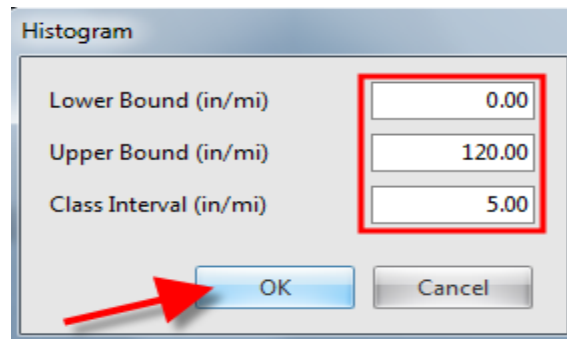 Histogram
Lower Bound (in/mi) 0.00
Upper Bound (in/mi) 120.00
Class Interval (in/mi) 5.00
OK Cancel